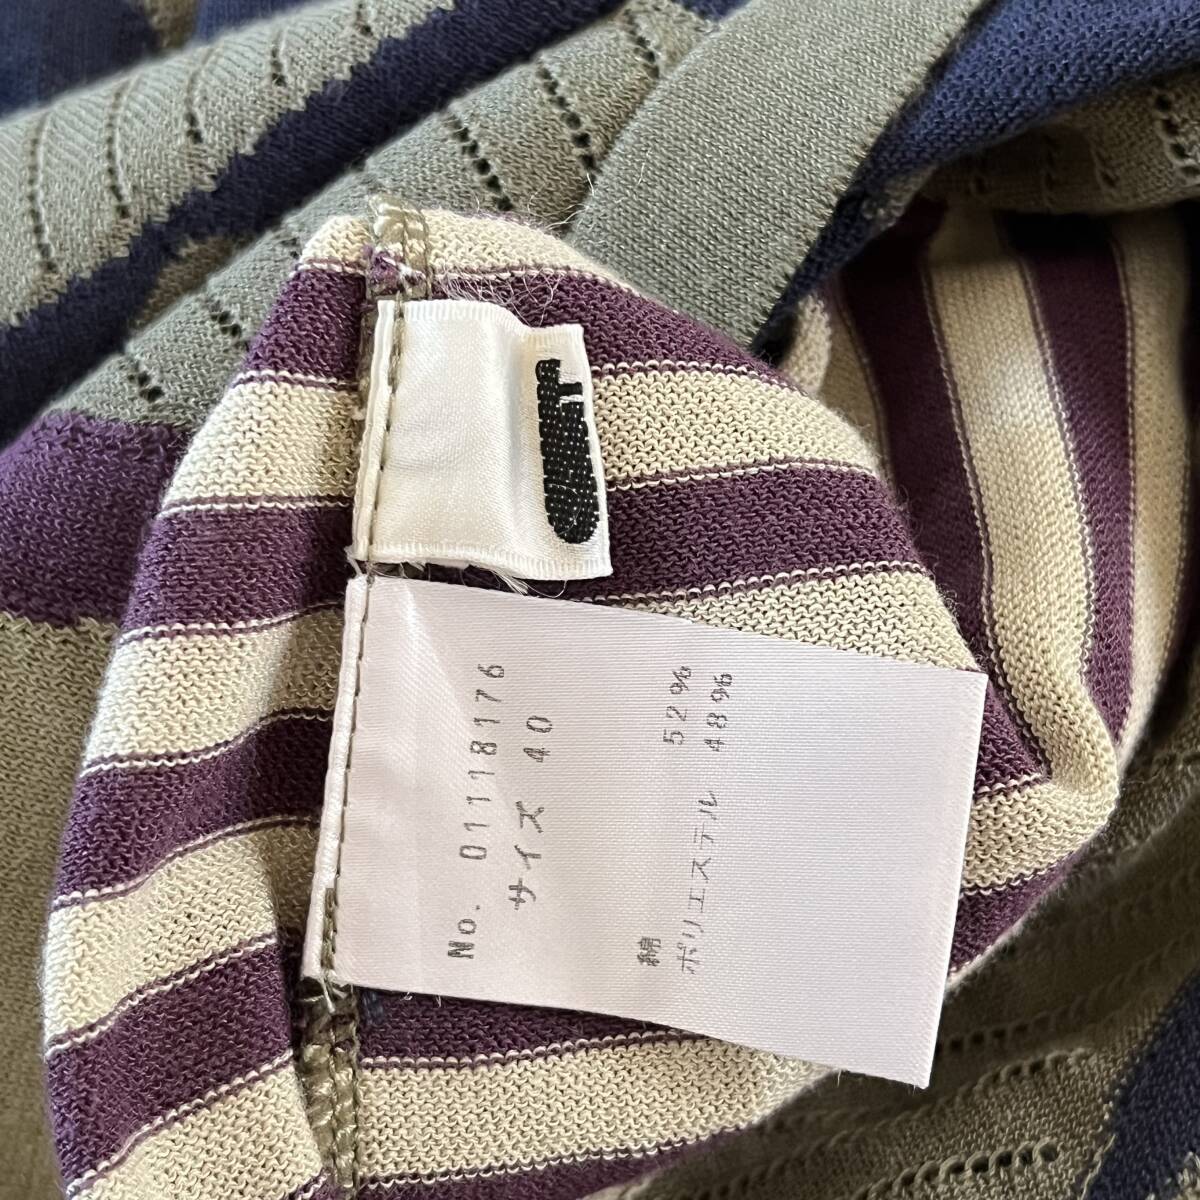 No. 01118176
サイズ 40
綿 52%
ポリエステル 48%